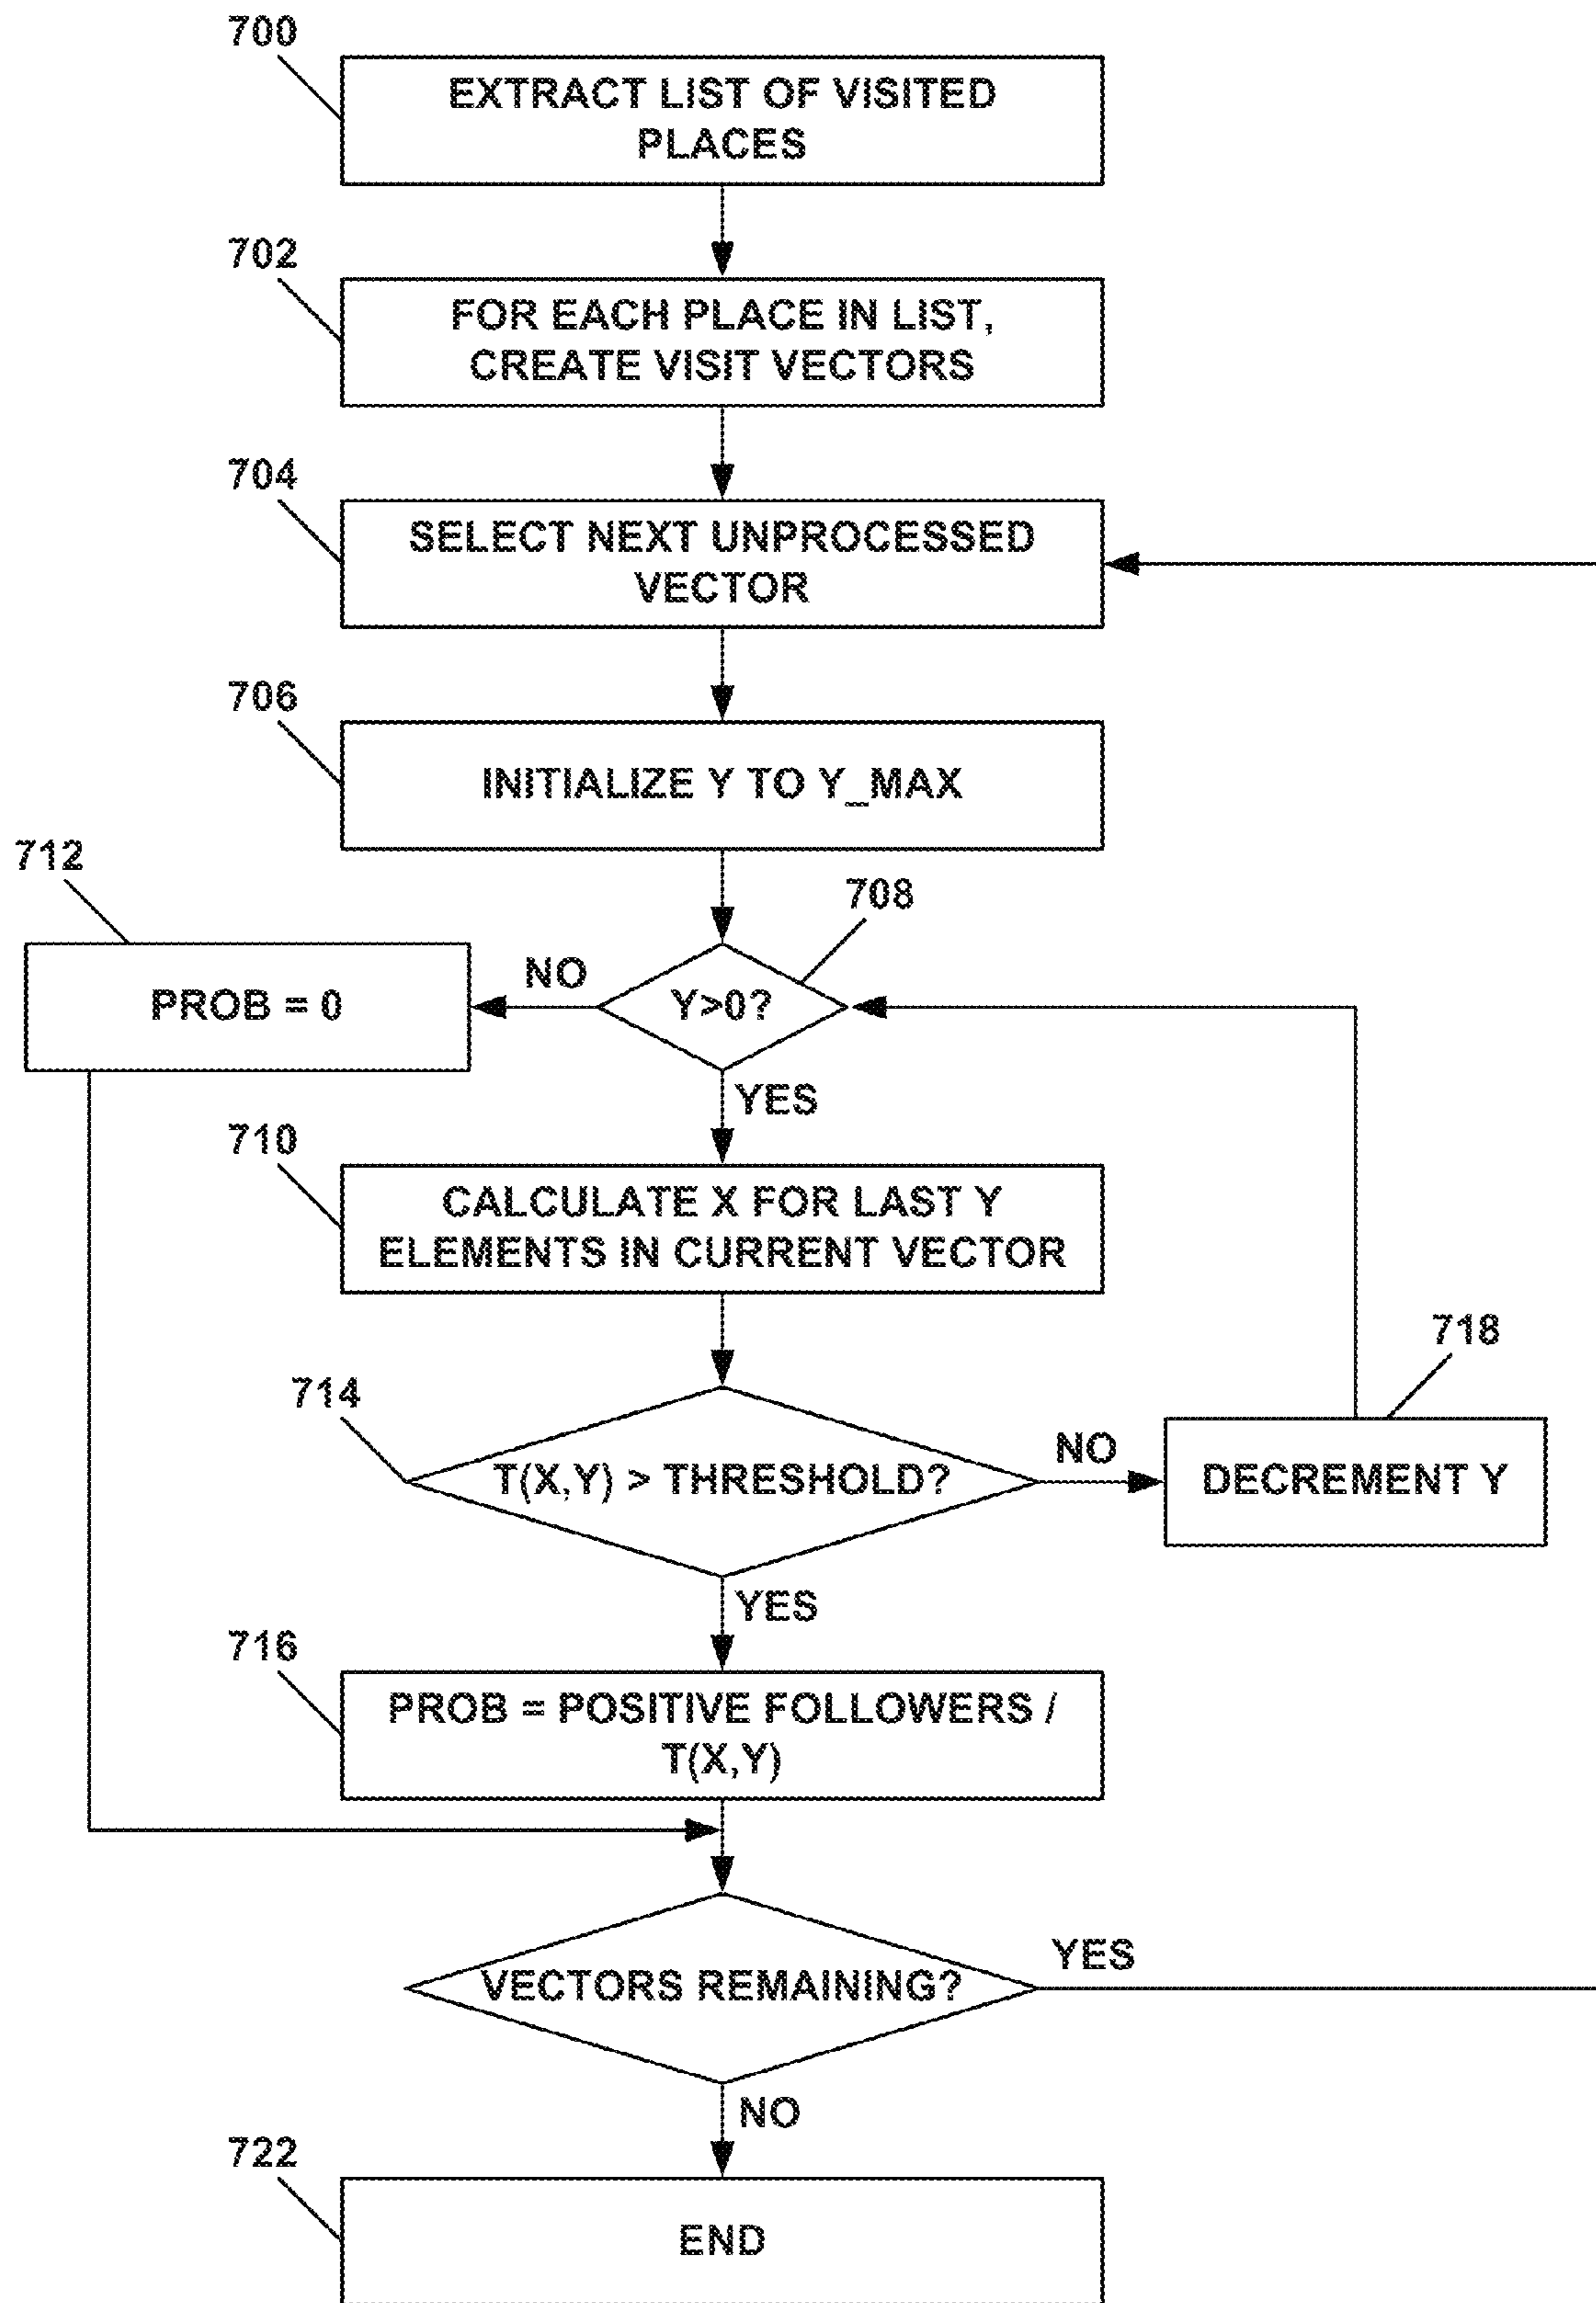 700
EXTRACT LIST OF VISITED
PLACES
702
FOR EACH PLACE IN LIST,
CREATE VISIT VECTORS
704
SELECT NEXT UNPROCESSED
VECTOR
706
INITIALIZE Y TO Y_MAX
712
708
PROB = 0
NO
Y>0?
YES
710
CALCULATE X FOR LAST Y
ELEMENTS IN CURRENT VECTOR
718
714
T(X,Y) > THRESHOLD?
NO
DECREMENT Y
YES
716
PROB = POSITIVE FOLLOWERS /
T(X,Y)
VECTORS REMAINING?
YES
NO
722
END